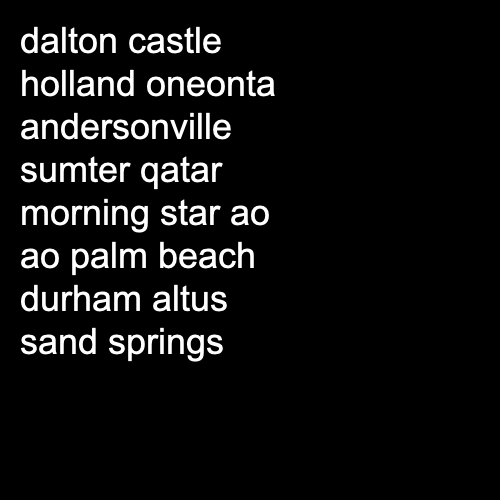 dalton castle
holland oneonta
andersonville
sumter qatar
morning star ao
ao palm beach
durham altus
sand springs